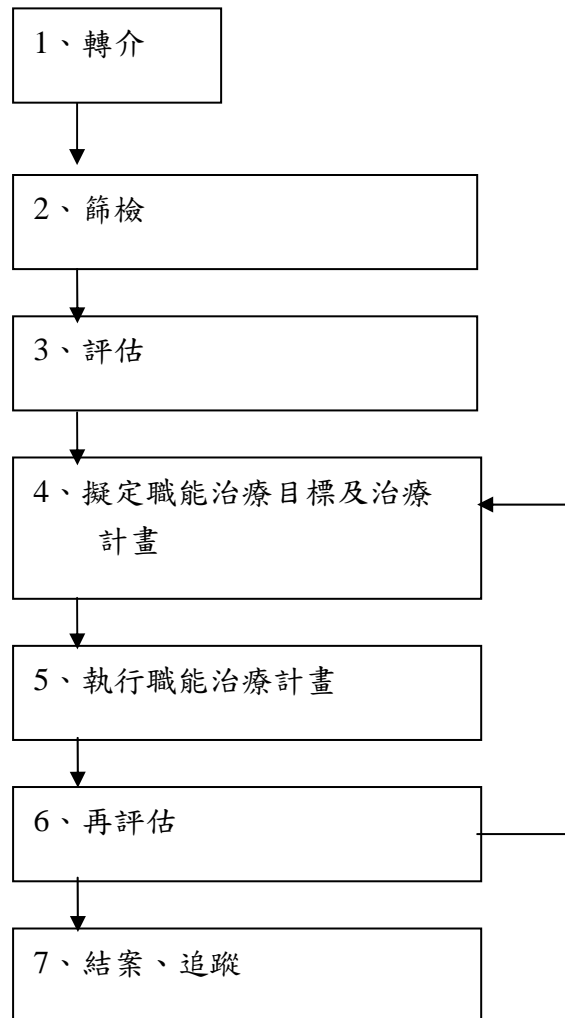 1、轉介
2、篩檢
3、評估
4、擬定職能治療目標及治療
計畫
5、執行職能治療計畫
6、再評估
7、結案、追蹤